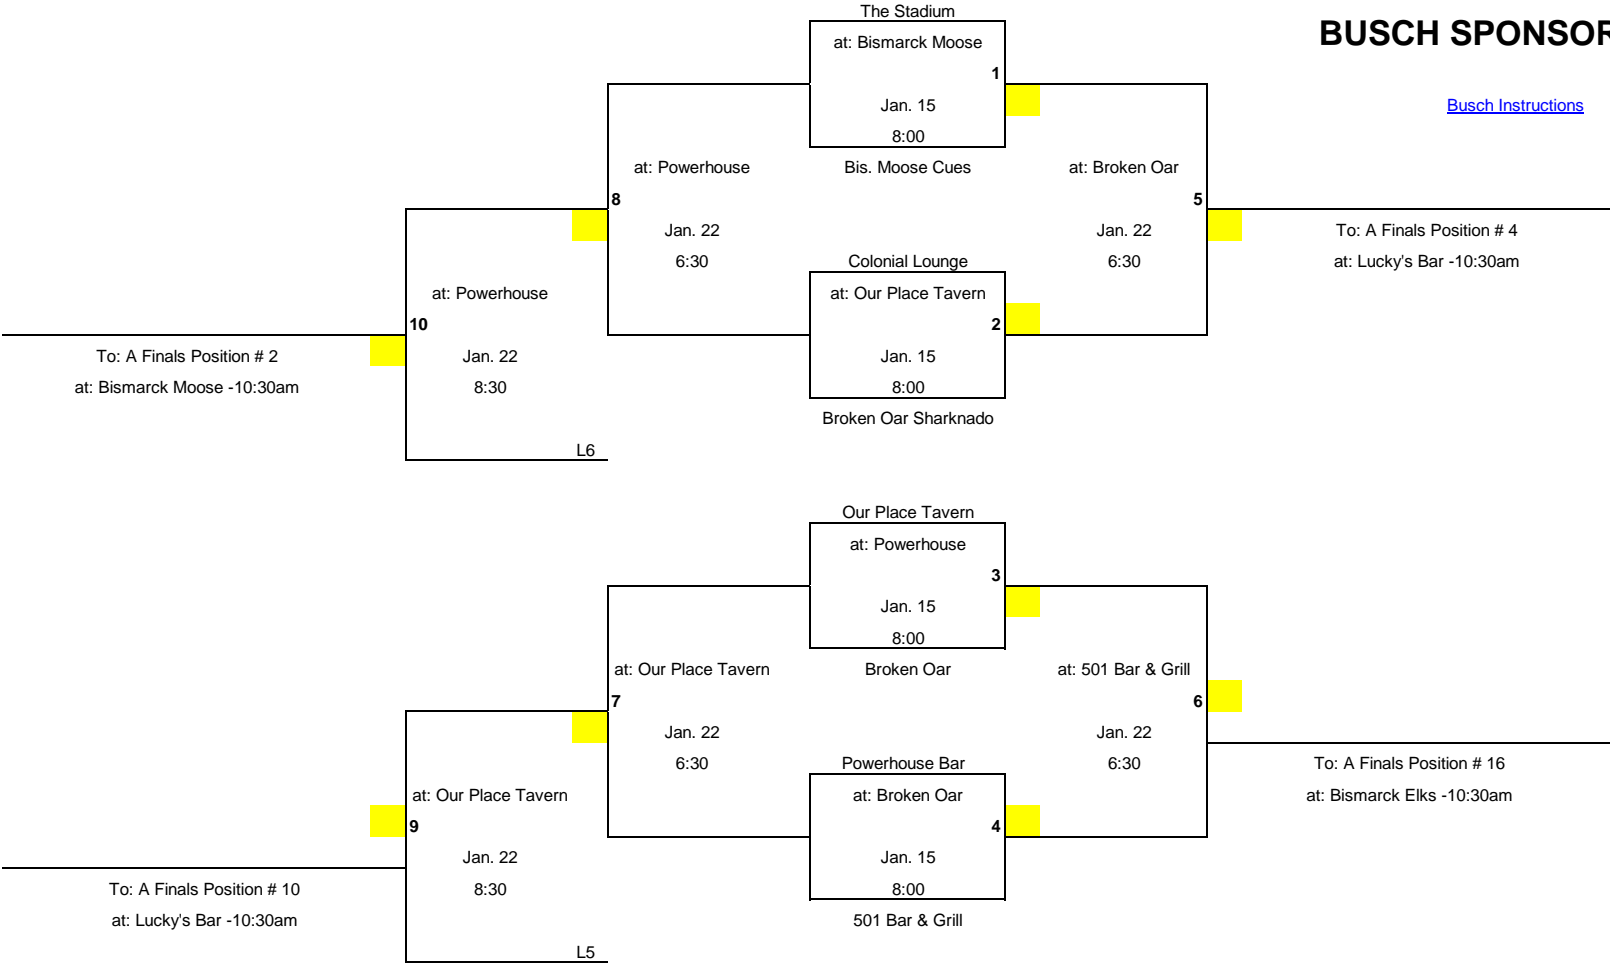 The Stadium
BUSCH SPONSOR
at: Bismarck Moose
1
Jan. 15
Busch Instructions
8:00
at: Powerhouse
Bis. Moose Cues
at: Broken Oar
8
5
Jan. 22
Jan. 22
To: A Finals Position # 4
6:30
Colonial Lounge
6:30
at: Lucky's Bar -10:30am
at: Powerhouse
at: Our Place Tavern
10
2
To: A Finals Position # 2
Jan. 22
Jan. 15
at: Bismarck Moose -10:30am
8:30
8:00
Broken Oar Sharknado
L6
Our Place Tavern
at: Powerhouse
3
Jan. 15
8:00
at: Our Place Tavern
Broken Oar
at: 501 Bar & Grill
7
6
Jan. 22
Jan. 22
6:30
Powerhouse Bar
6:30
To: A Finals Position # 16
at: Our Place Tavern
at: Broken Oar
at: Bismarck Elks -10:30am
9
4
Jan. 22
Jan. 15
To: A Finals Position # 10
8:30
8:00
at: Lucky's Bar -10:30am
501 Bar & Grill
L5